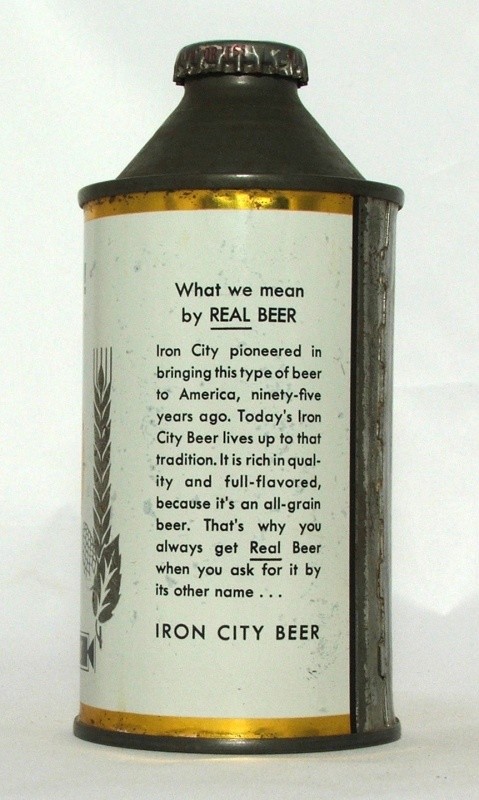 What we mean
by REAL BEER
Iron City pioneered in
bringing this type of beer
to America, ninety-five
years ago. Today's Iron
City Beer lives up to that
tradition. It is rich in qual-
ity and full-flavored,
because it's an all-grain
beer. That's why you
always get Real Beer
when you ask for it by
its other name . . .
IRON CITY BEER